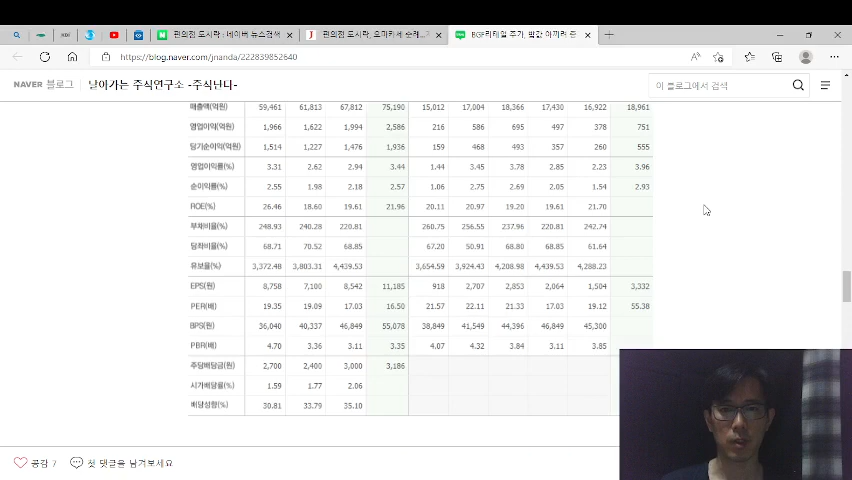 편의점 도시락 : 네이버 뉴스검색
편의점 도시락, 오마카세 순례..
BGF리테일 주가, 밥값 아끼려 증
https://blog.naver.com/jnanda/222839852640
NAVER 블로그 날아가는 주식연구소 -주식난디-
이 블로그에서 검색
매출액(억원) 59,461 61,813 67,812 75,190 15,012 17,004 18,366 17,430 16,922 18,961
영업이익(억원) 1,966 1,622 1,994 2,586 216 586 695 497 378 751
당기순이익(억원) 1,514 1,227 1,476 1,936 159 468 493 357 260 555
영업이익률(%) 3.31 2.62 2.94 3.44 1.44 3.45 3.78 2.85 2.23 3.96
순이익률(%) 2.55 1.98 2.18 2.57 1.06 2.75 2.69 2.05 1.54 2.93
ROE(%) 26.46 18.60 19.61 21.96 20.11 20.97 19.20 19.61 21.70
부채비율(%) 248.93 240.28 220.81 260.75 256.55 237.96 220.81 242.74
당좌비율(%) 68.71 70.52 68.85 67.20 50.91 68.80 68.85 61.64
유보율(%) 3,372.48 3,803.31 4,439.53 3,654.59 3,924.43 4,208.98 4,439.53 4,288.23
EPS(원) 8,758 7,100 8,542 11,185 918 2,707 2,853 2,064 1,504 3,332
PER(배) 19.35 19.09 17.03 16.50 21.57 22.11 21.33 17.03 19.12 55.38
BPS(원) 36,040 40,337 46,849 55,078 38,849 41,549 44,396 46,849 45,300
PBR(배) 4.70 3.36 3.11 3.35 4.07 4.32 3.84 3.11 3.85
주당배당금(원) 2,700 2,400 3,000 3,186
시가배당률(%) 1.59 1.77 2.06
배당성향(%) 30.81 33.79 35.10
공감 7 첫 댓글을 남겨보세요